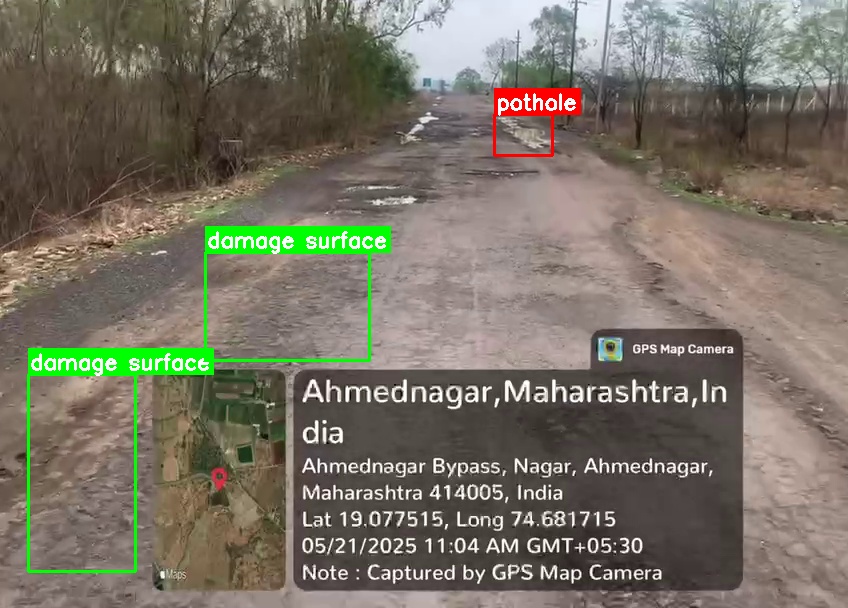 pothole
damage surface
damage surface
GPS Map Camera
Ahmednagar,Maharashtra,In
dia
Ahmednagar Bypass, Nagar, Ahmednagar,
Maharashtra 414005, India
Lat 19.077515, Long 74.681715
05/21/2025 11:04 AM GMT+05:30
Note : Captured by GPS Map Camera
Maps